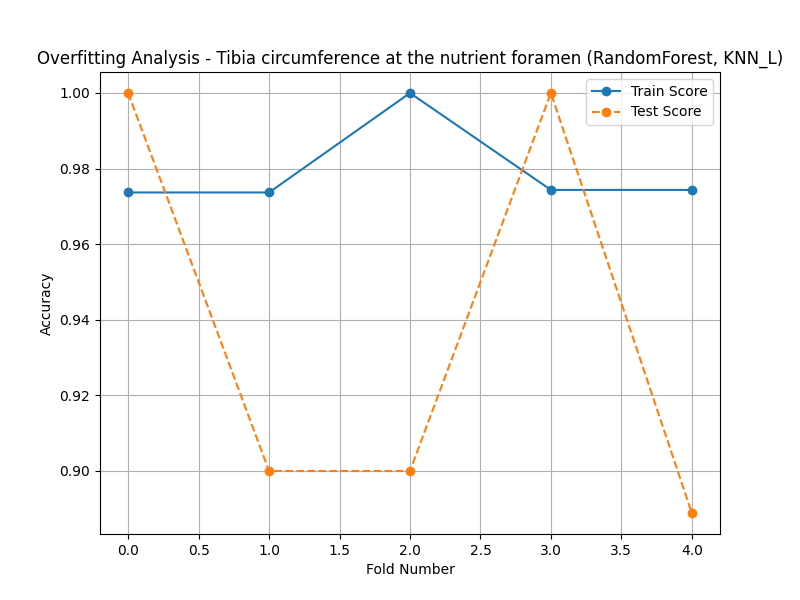 Overfitting Analysis - Tibia circumference at the nutrient foramen (RandomForest, KNN_L)
Train Score
Test Score
1.00
0.98
0.96
0.94
0.92
0.90
Accuracy
0.0 0.5 1.0 1.5 2.0 2.5 3.0 3.5 4.0
Fold Number